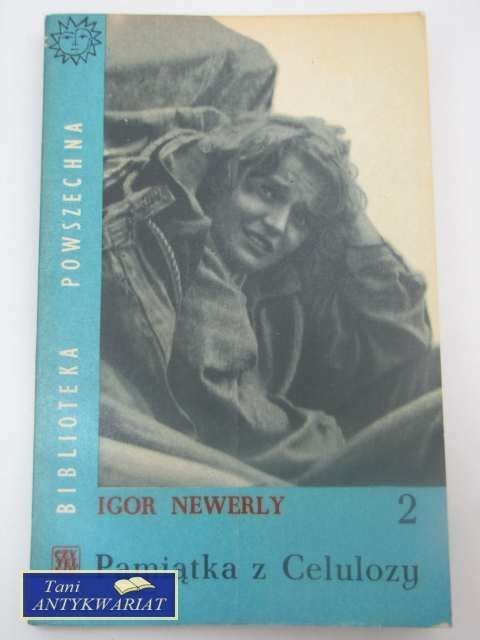 BIBLIOTEKA POWSZECHNA
IGOR NEWERLY 2
Pamiątka z Celulozy
Tani
ANTYKWARIAT